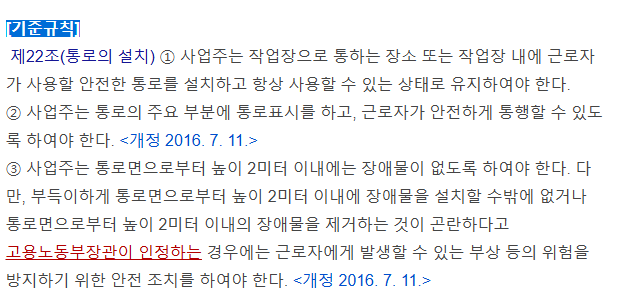 [기준규칙]
제22조(통로의 설치) ① 사업주는 작업장으로 통하는 장소 또는 작업장 내에 근로자
가 사용할 안전한 통로를 설치하고 항상 사용할 수 있는 상태로 유지하여야 한다.
② 사업주는 통로의 주요 부분에 통로표시를 하고, 근로자가 안전하게 통행할 수 있도
록 하여야 한다. <개정 2016. 7. 11.>
③ 사업주는 통로면으로부터 높이 2미터 이내에는 장애물이 없도록 하여야 한다. 다
만, 부득이하게 통로면으로부터 높이 2미터 이내에 장애물을 설치할 수밖에 없거나
통로면으로부터 높이 2미터 이내의 장애물을 제거하는 것이 곤란하다고
고용노동부장관이 인정하는 경우에는 근로자에게 발생할 수 있는 부상 등의 위험을
방지하기 위한 안전 조치를 하여야 한다. <개정 2016. 7. 11.>